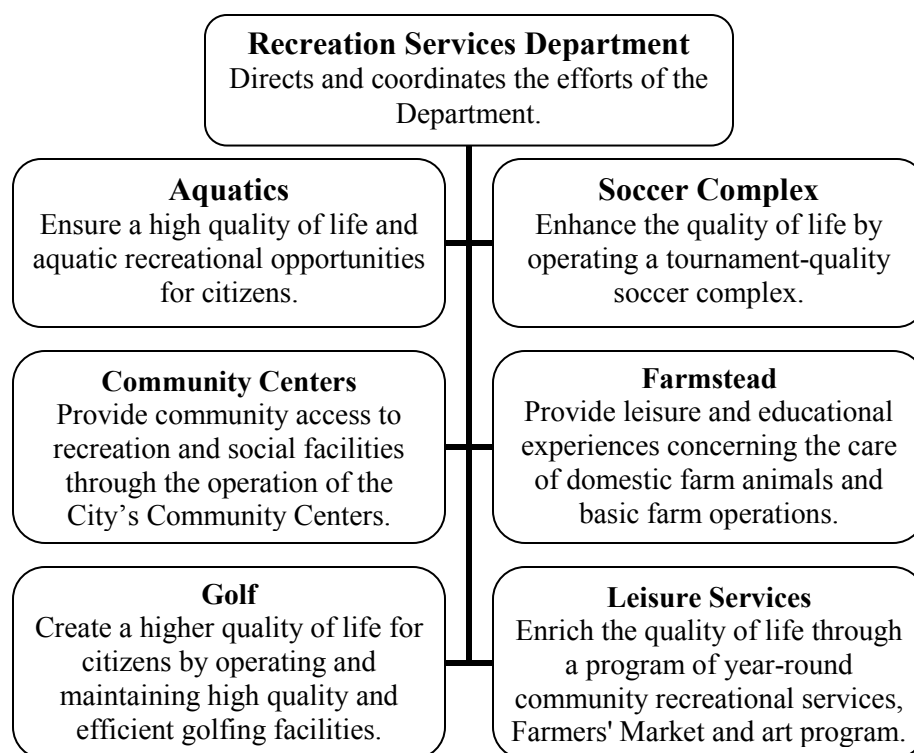 Recreation Services Department
Directs and coordinates the efforts of the
Department.
Aquatics
Ensure a high quality of life and
aquatic recreational opportunities
for citizens.
Soccer Complex
Enhance the quality of life by
operating a tournament-quality
soccer complex.
Community Centers
Provide community access to
recreation and social facilities
through the operation of the
City’s Community Centers.
Farmstead
Provide leisure and educational
experiences concerning the care
of domestic farm animals and
basic farm operations.
Golf
Create a higher quality of life for
citizens by operating and
maintaining high quality and
efficient golfing facilities.
Leisure Services
Enrich the quality of life through
a program of year-round
community recreational services,
Farmers' Market and art program.